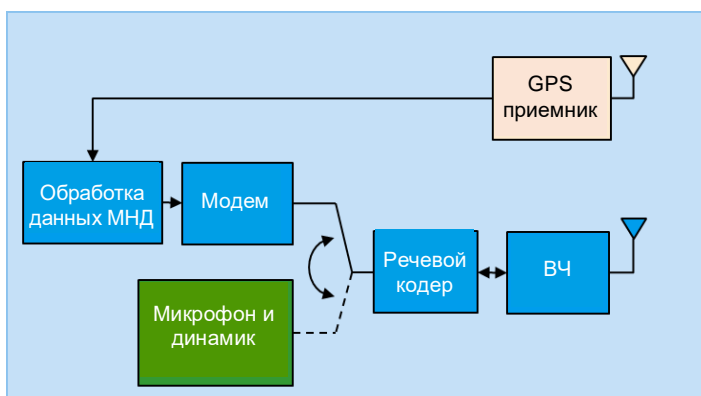 GPS
приемник
Обработка
данных МНД
Модем
Речевой
кодер
ВЧ
Микрофон и
динамик